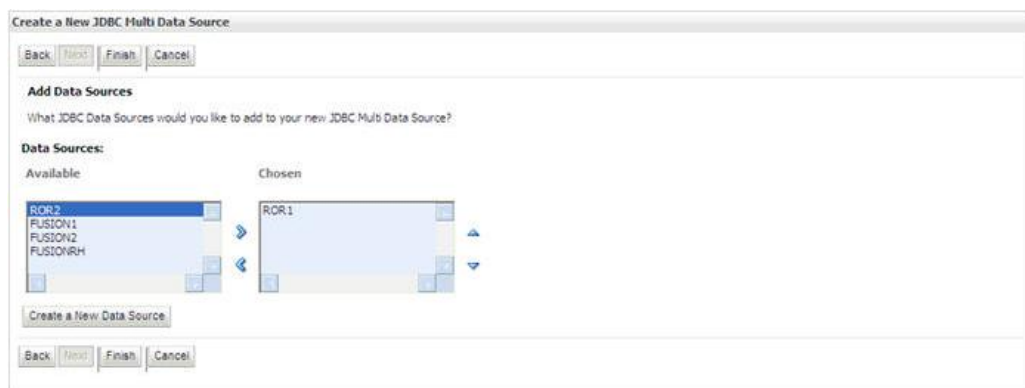 Create a New JDBC Multi Data Source
Back Next Finish Cancel
Add Data Sources
What JDBC Data Sources would you like to add to your new JDBC Multi Data Source?
Data Sources:
Available Chosen
ROR2 ROR1
FUSION1
FUSION2
FUSIONRH
Create a New Data Source
Back Next Finish Cancel